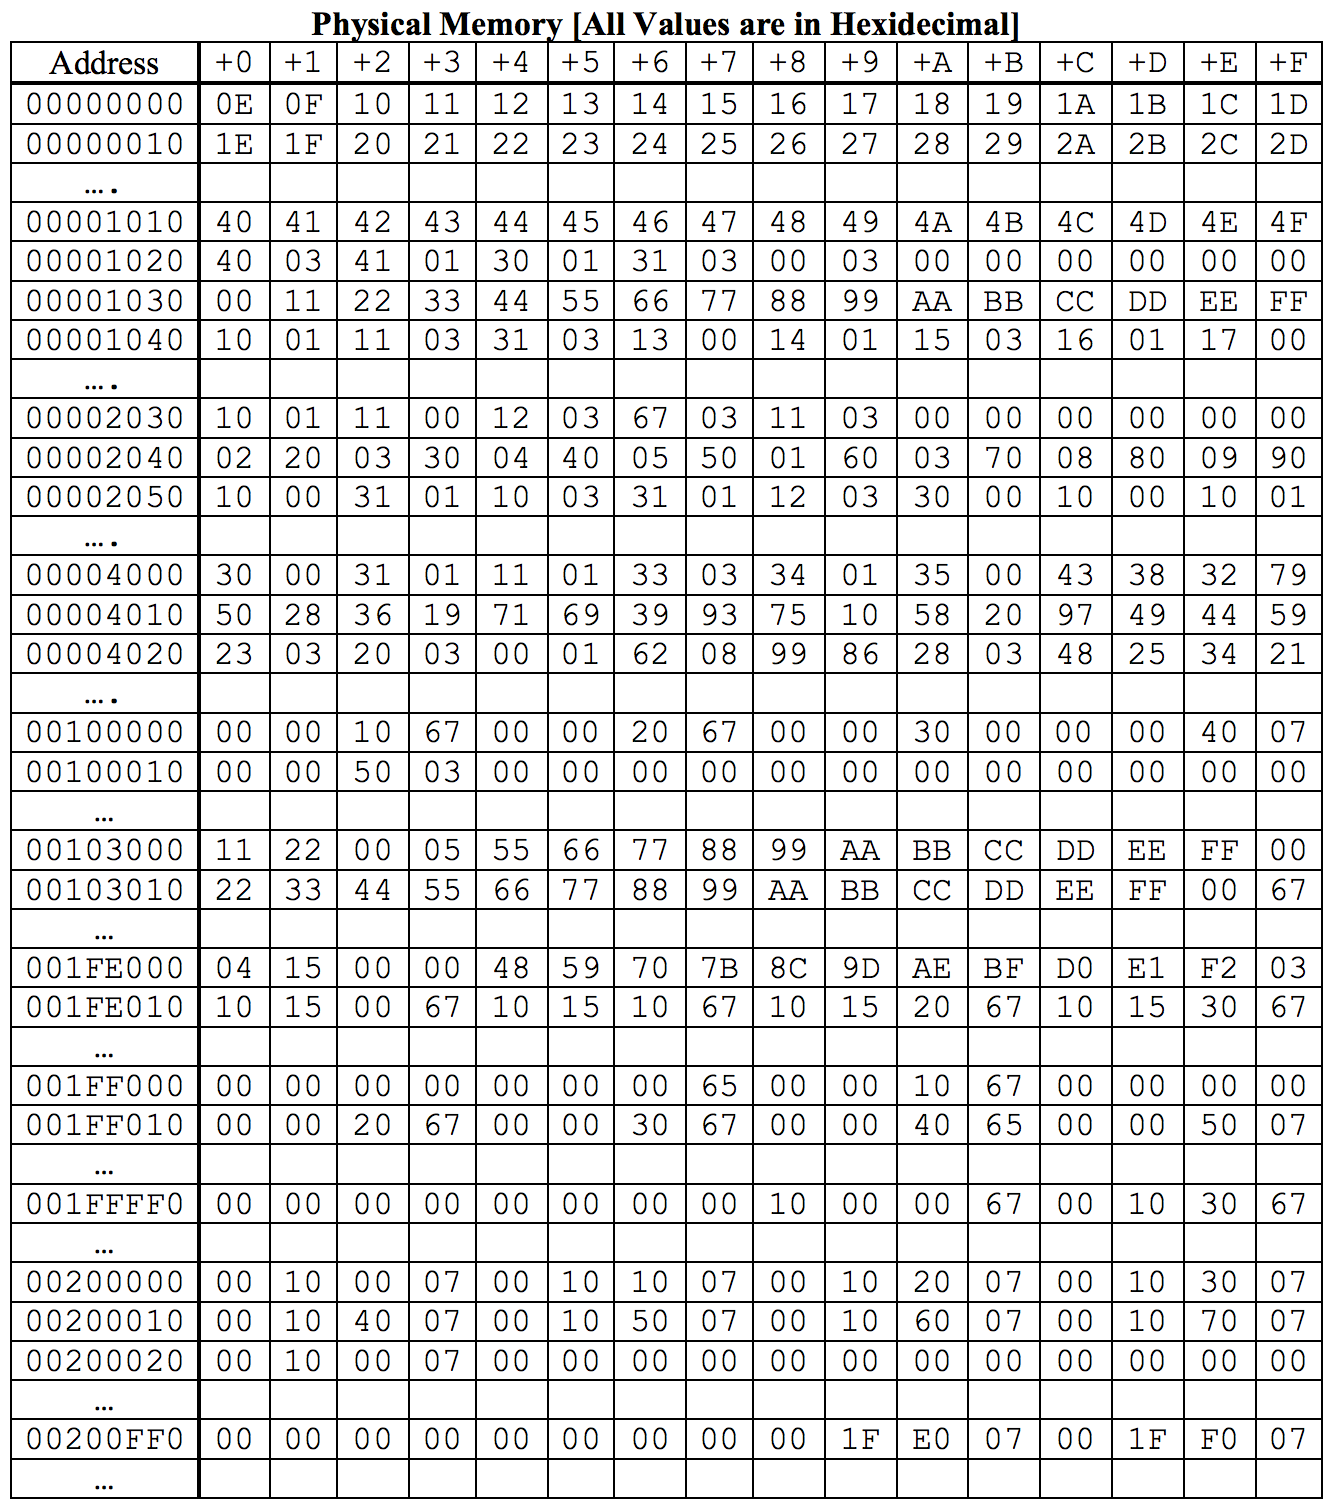 Physical Memory [All Values are in Hexidecimal]
Address +0 +1 +2 +3 +4 +5 +6 +7 +8 +9 +A +B +C +D +E +F
00000000 0E 0F 10 11 12 13 14 15 16 17 18 19 1A 1B 1C 1D
00000010 1E 1F 20 21 22 23 24 25 26 27 28 29 2A 2B 2C 2D
….
00001010 40 41 42 43 44 45 46 47 48 49 4A 4B 4C 4D 4E 4F
00001020 40 03 41 01 30 01 31 03 00 03 00 00 00 00 00 00
00001030 00 11 22 33 44 55 66 77 88 99 AA BB CC DD EE FF
00001040 10 01 11 03 31 03 13 00 14 01 15 03 16 01 17 00
….
00002030 10 01 11 00 12 03 67 03 11 03 00 00 00 00 00 00
00002040 02 20 03 30 04 40 05 50 01 60 03 70 08 80 09 90
00002050 10 00 31 01 10 03 31 01 12 03 30 00 10 00 10 01
….
00004000 30 00 31 01 11 01 33 03 34 01 35 00 43 38 32 79
00004010 50 28 36 19 71 69 39 93 75 10 58 20 97 49 44 59
00004020 23 03 20 03 00 01 62 08 99 86 28 03 48 25 34 21
….
00100000 00 00 10 67 00 00 20 67 00 00 30 00 00 00 40 07
00100010 00 00 50 03 00 00 00 00 00 00 00 00 00 00 00 00
…
00103000 11 22 00 05 55 66 77 88 99 AA BB CC DD EE FF 00
00103010 22 33 44 55 66 77 88 99 AA BB CC DD EE FF 00 67
…
001FE000 04 15 00 00 48 59 70 7B 8C 9D AE BF D0 E1 F2 03
001FE010 10 15 00 67 10 15 10 67 10 15 20 67 10 15 30 67
…
001FF000 00 00 00 00 00 00 00 65 00 00 10 67 00 00 00 00
001FF010 00 00 20 67 00 00 30 67 00 00 40 65 00 00 50 07
…
001FFFF0 00 00 00 00 00 00 00 00 10 00 00 67 00 10 30 67
…
00200000 00 10 00 07 00 10 10 07 00 10 20 07 00 10 30 07
00200010 00 10 40 07 00 10 50 07 00 10 60 07 00 10 70 07
00200020 00 10 00 07 00 00 00 00 00 00 00 00 00 00 00 00
…
00200FF0 00 00 00 00 00 00 00 00 00 1F E0 07 00 1F F0 07
…